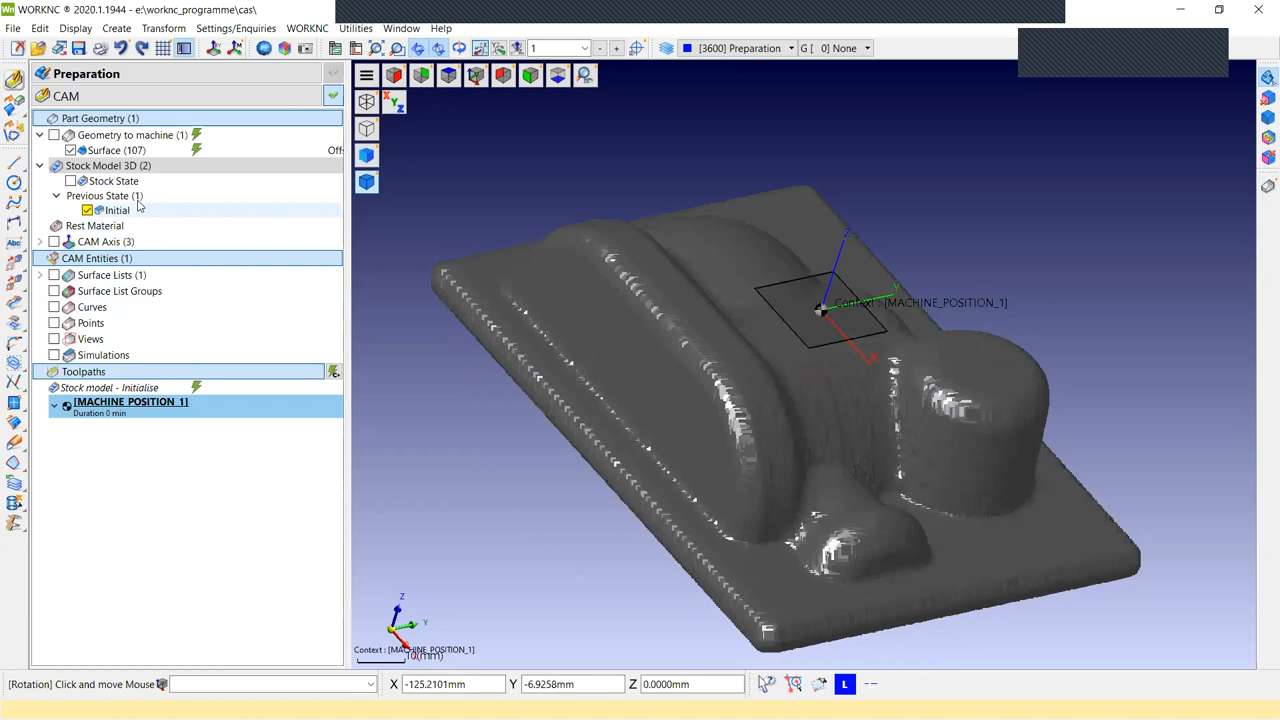 WORKNC ® 2020.1.1944 - e:\worknc_programme\cas\
File Edit Display Create Transform Settings/Enquiries WORKNC Utilities Window Help
1 - + [3600] Preparation G [ 0] None
Preparation
CAM
Part Geometry (1)
Geometry to machine (1)
Surface (107) Off
Stock Model 3D (2)
Stock State
Previous State (1)
Initial
Rest Material
CAM Axis (3)
CAM Entities (1)
Surface Lists (1)
Surface List Groups
Curves
Points
Views
Simulations
Toolpaths
Stock model - Initialise
[MACHINE_POSITION_1]
Duration 0 min
X
Y
Z
Z
Y
Context : [MACHINE_POSITION_1]
X
Z
Y
Context : [MACHINE_POSITION_1]
10(mm)
[Rotation] Click and move Mouse X -125.2101mm Y -6.9258mm Z 0.0000mm L